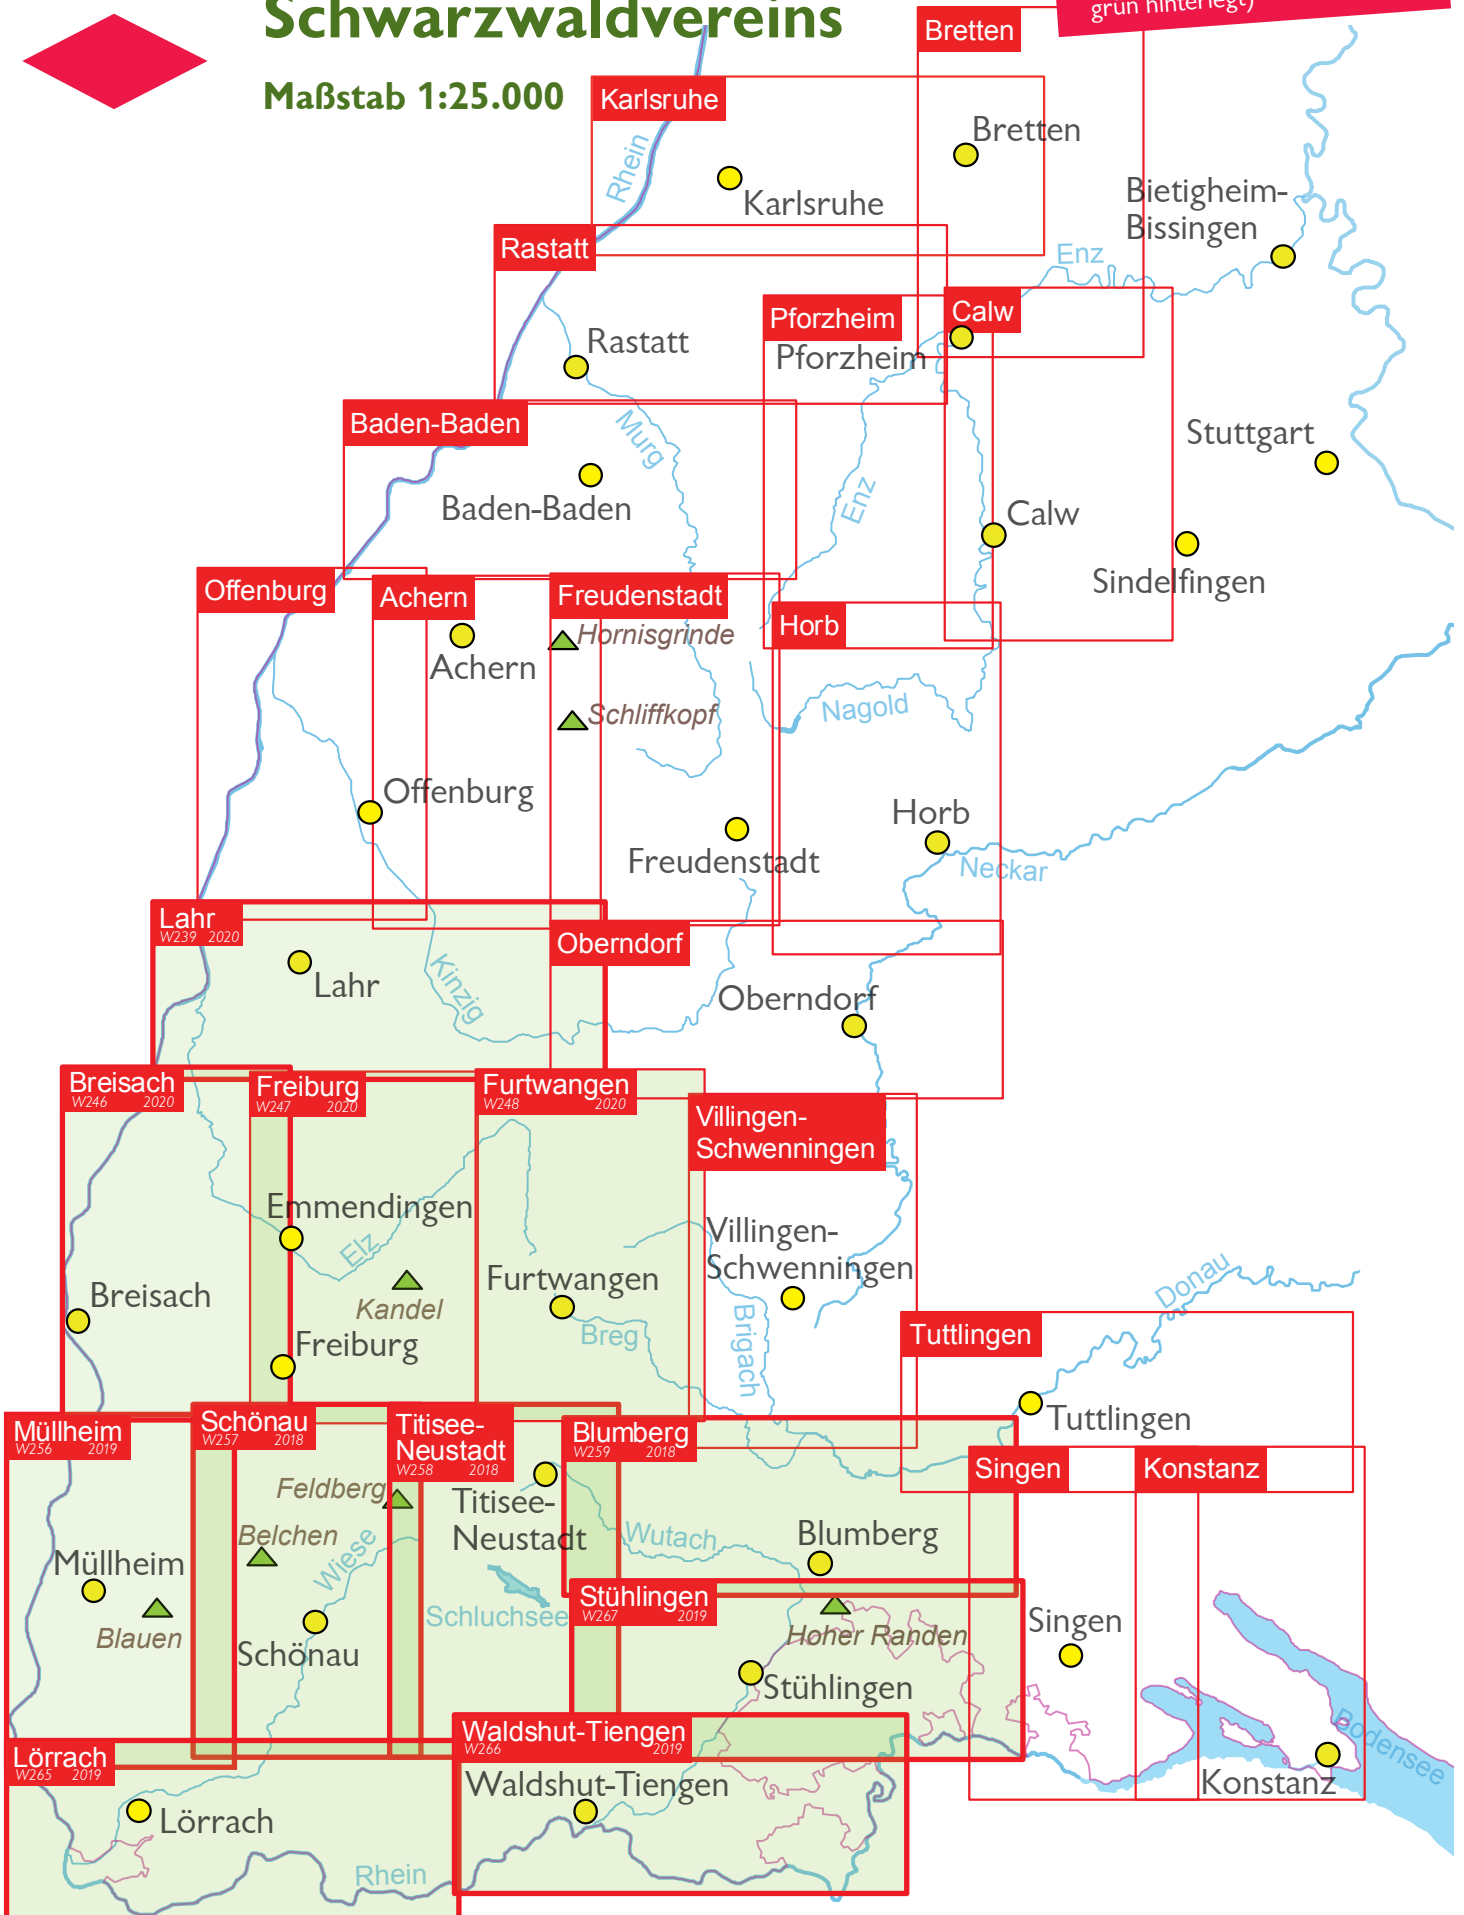 Schwarzwaldvereins
grün hinterlegt)
Maßstab 1:25.000
Bretten
Karlsruhe
Bretten
Rhein
Karlsruhe
Bietigheim-
Bissingen
Rastatt
Enz
Pforzheim
Calw
Rastatt
Pforzheim
Baden-Baden
Murg
Stuttgart
Enz
Baden-Baden
Calw
Sindelfingen
Offenburg
Achern
Freudenstadt
Horb
Hornisgrinde
Achern
Schliffkopf
Nagold
Offenburg
Horb
Freudenstadt
Neckar
Lahr
W239 2020
Oberndorf
Lahr
Kinzig
Oberndorf
Breisach
W246 2020
Freiburg
W247 2020
Furtwangen
W248 2020
Villingen-
Schwenningen
Emmendingen
Elz
Villingen-
Schwenningen
Furtwangen
Donau
Breisach
Kandel
Breg
Brigach
Tuttlingen
Freiburg
Tuttlingen
Müllheim
W256 2019
Schönau
W257 2018
Titisee-
Neustadt
W258 2018
Blumberg
W259 2018
Singen
Konstanz
Feldberg
Titisee-
Neustadt
Belchen
Wiese
Wutach
Blumberg
Müllheim
Stühlingen
W267 2019
Schluchsee
Singen
Blauen
Hoher Randen
Schönau
Stühlingen
Waldshut-Tiengen
W266 2019
Bodensee
Lörrach
W265 2019
Waldshut-Tiengen
Konstanz
Lörrach
Rhein